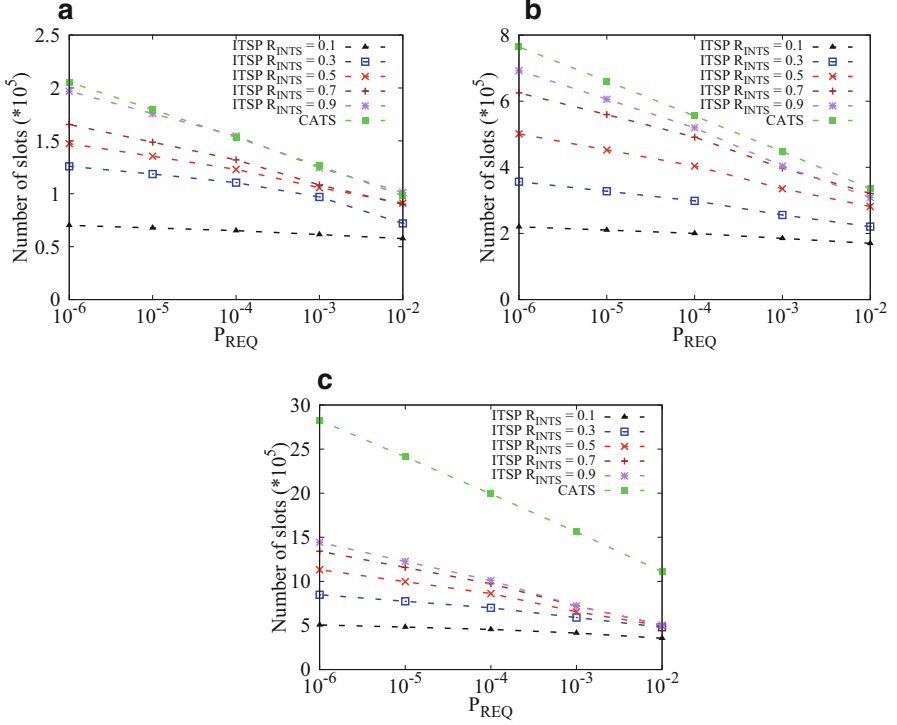 a
2.5
2
1.5
1
0.5
0
Number of slots (*10^5)
ITSP R_INTS = 0.1
ITSP R_INTS = 0.3
ITSP R_INTS = 0.5
ITSP R_INTS = 0.7
ITSP R_INTS = 0.9
CATS
10^-6
10^-5
10^-4
10^-3
10^-2
P_REQ
b
8
6
4
2
0
Number of slots (*10^5)
ITSP R_INTS = 0.1
ITSP R_INTS = 0.3
ITSP R_INTS = 0.5
ITSP R_INTS = 0.7
ITSP R_INTS = 0.9
CATS
10^-6
10^-5
10^-4
10^-3
10^-2
P_REQ
c
30
25
20
15
10
5
0
Number of slots (*10^5)
ITSP R_INTS = 0.1
ITSP R_INTS = 0.3
ITSP R_INTS = 0.5
ITSP R_INTS = 0.7
ITSP R_INTS = 0.9
CATS
10^-6
10^-5
10^-4
10^-3
10^-2
P_REQ